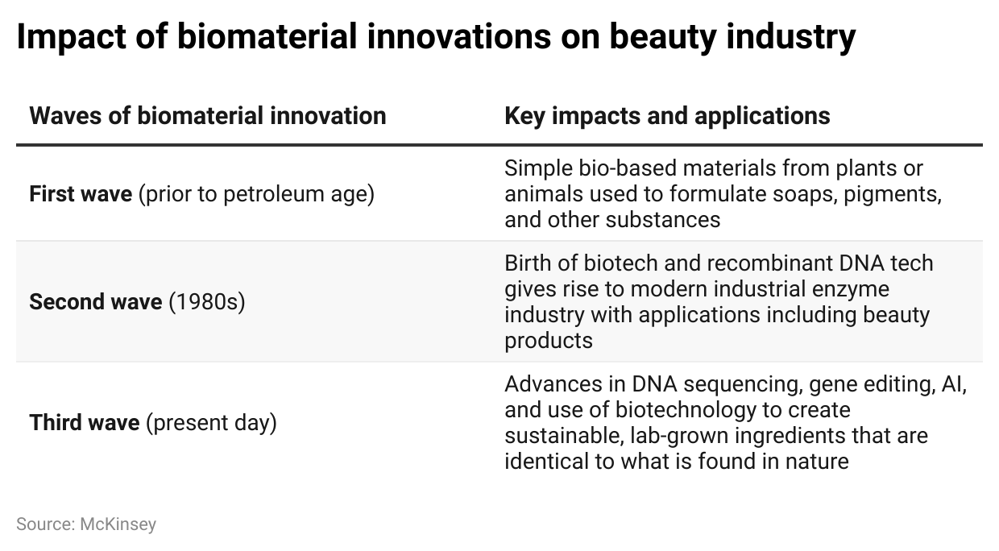 Impact of biomaterial innovations on beauty industry
Waves of biomaterial innovation
Key impacts and applications
First wave (prior to petroleum age)
Simple bio-based materials from plants or
animals used to formulate soaps, pigments,
and other substances
Second wave (1980s)
Birth of biotech and recombinant DNA tech
gives rise to modern industrial enzyme
industry with applications including beauty
products
Third wave (present day)
Advances in DNA sequencing, gene editing, AI,
and use of biotechnology to create
sustainable, lab-grown ingredients that are
identical to what is found in nature
Source: McKinsey